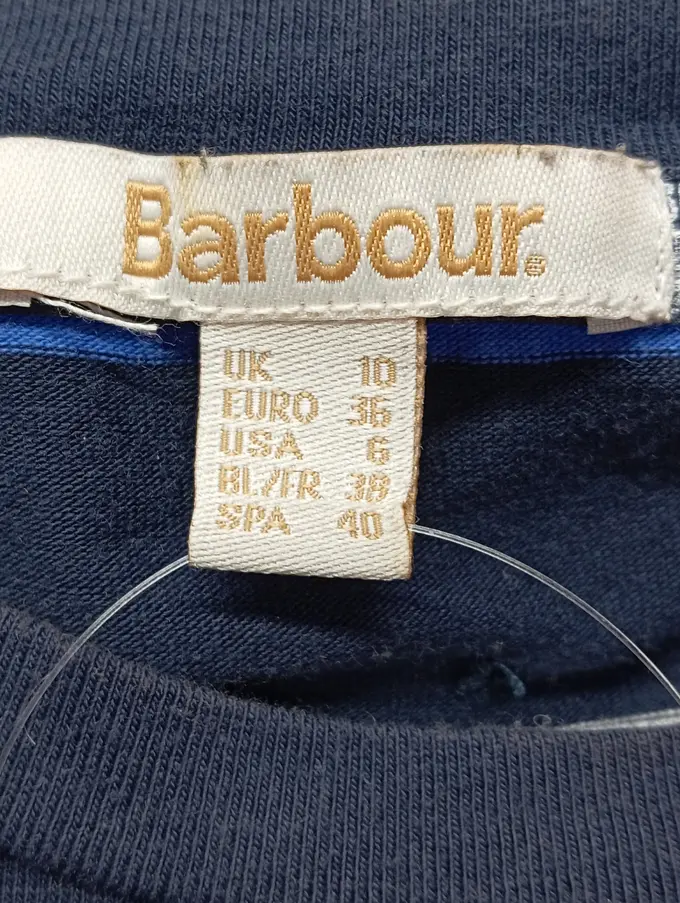 Barbour®
UK 10
EURO 36
USA 6
BL/FR 38
SPA 40